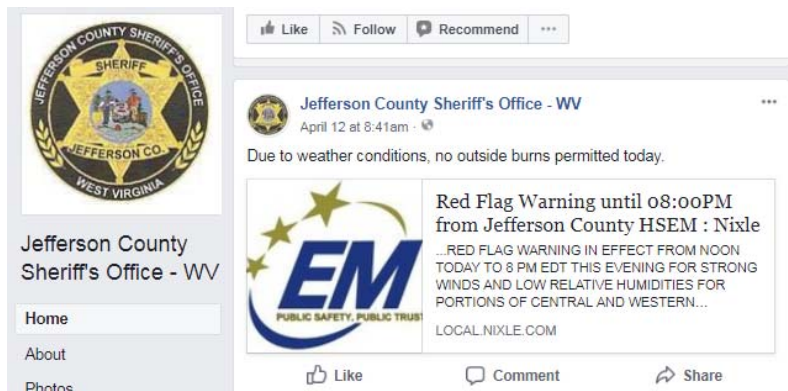 JEFFERSON COUNTY SHERIFF'S OFFICE
SHERIFF
JEFFERSON CO.
WEST VIRGINIA
Jefferson County
Sheriff's Office - WV
Home
About
Photos
Like Follow Recommend ...
Jefferson County Sheriff's Office - WV
April 12 at 8:41am ·
Due to weather conditions, no outside burns permitted today.
EM
PUBLIC SAFETY. PUBLIC TRUST
Red Flag Warning until 08:00PM
from Jefferson County HSEM : Nixle
...RED FLAG WARNING IN EFFECT FROM NOON
TODAY TO 8 PM EDT THIS EVENING FOR STRONG
WINDS AND LOW RELATIVE HUMIDITIES FOR
PORTIONS OF CENTRAL AND WESTERN...
LOCAL.NIXLE.COM
Like Comment Share